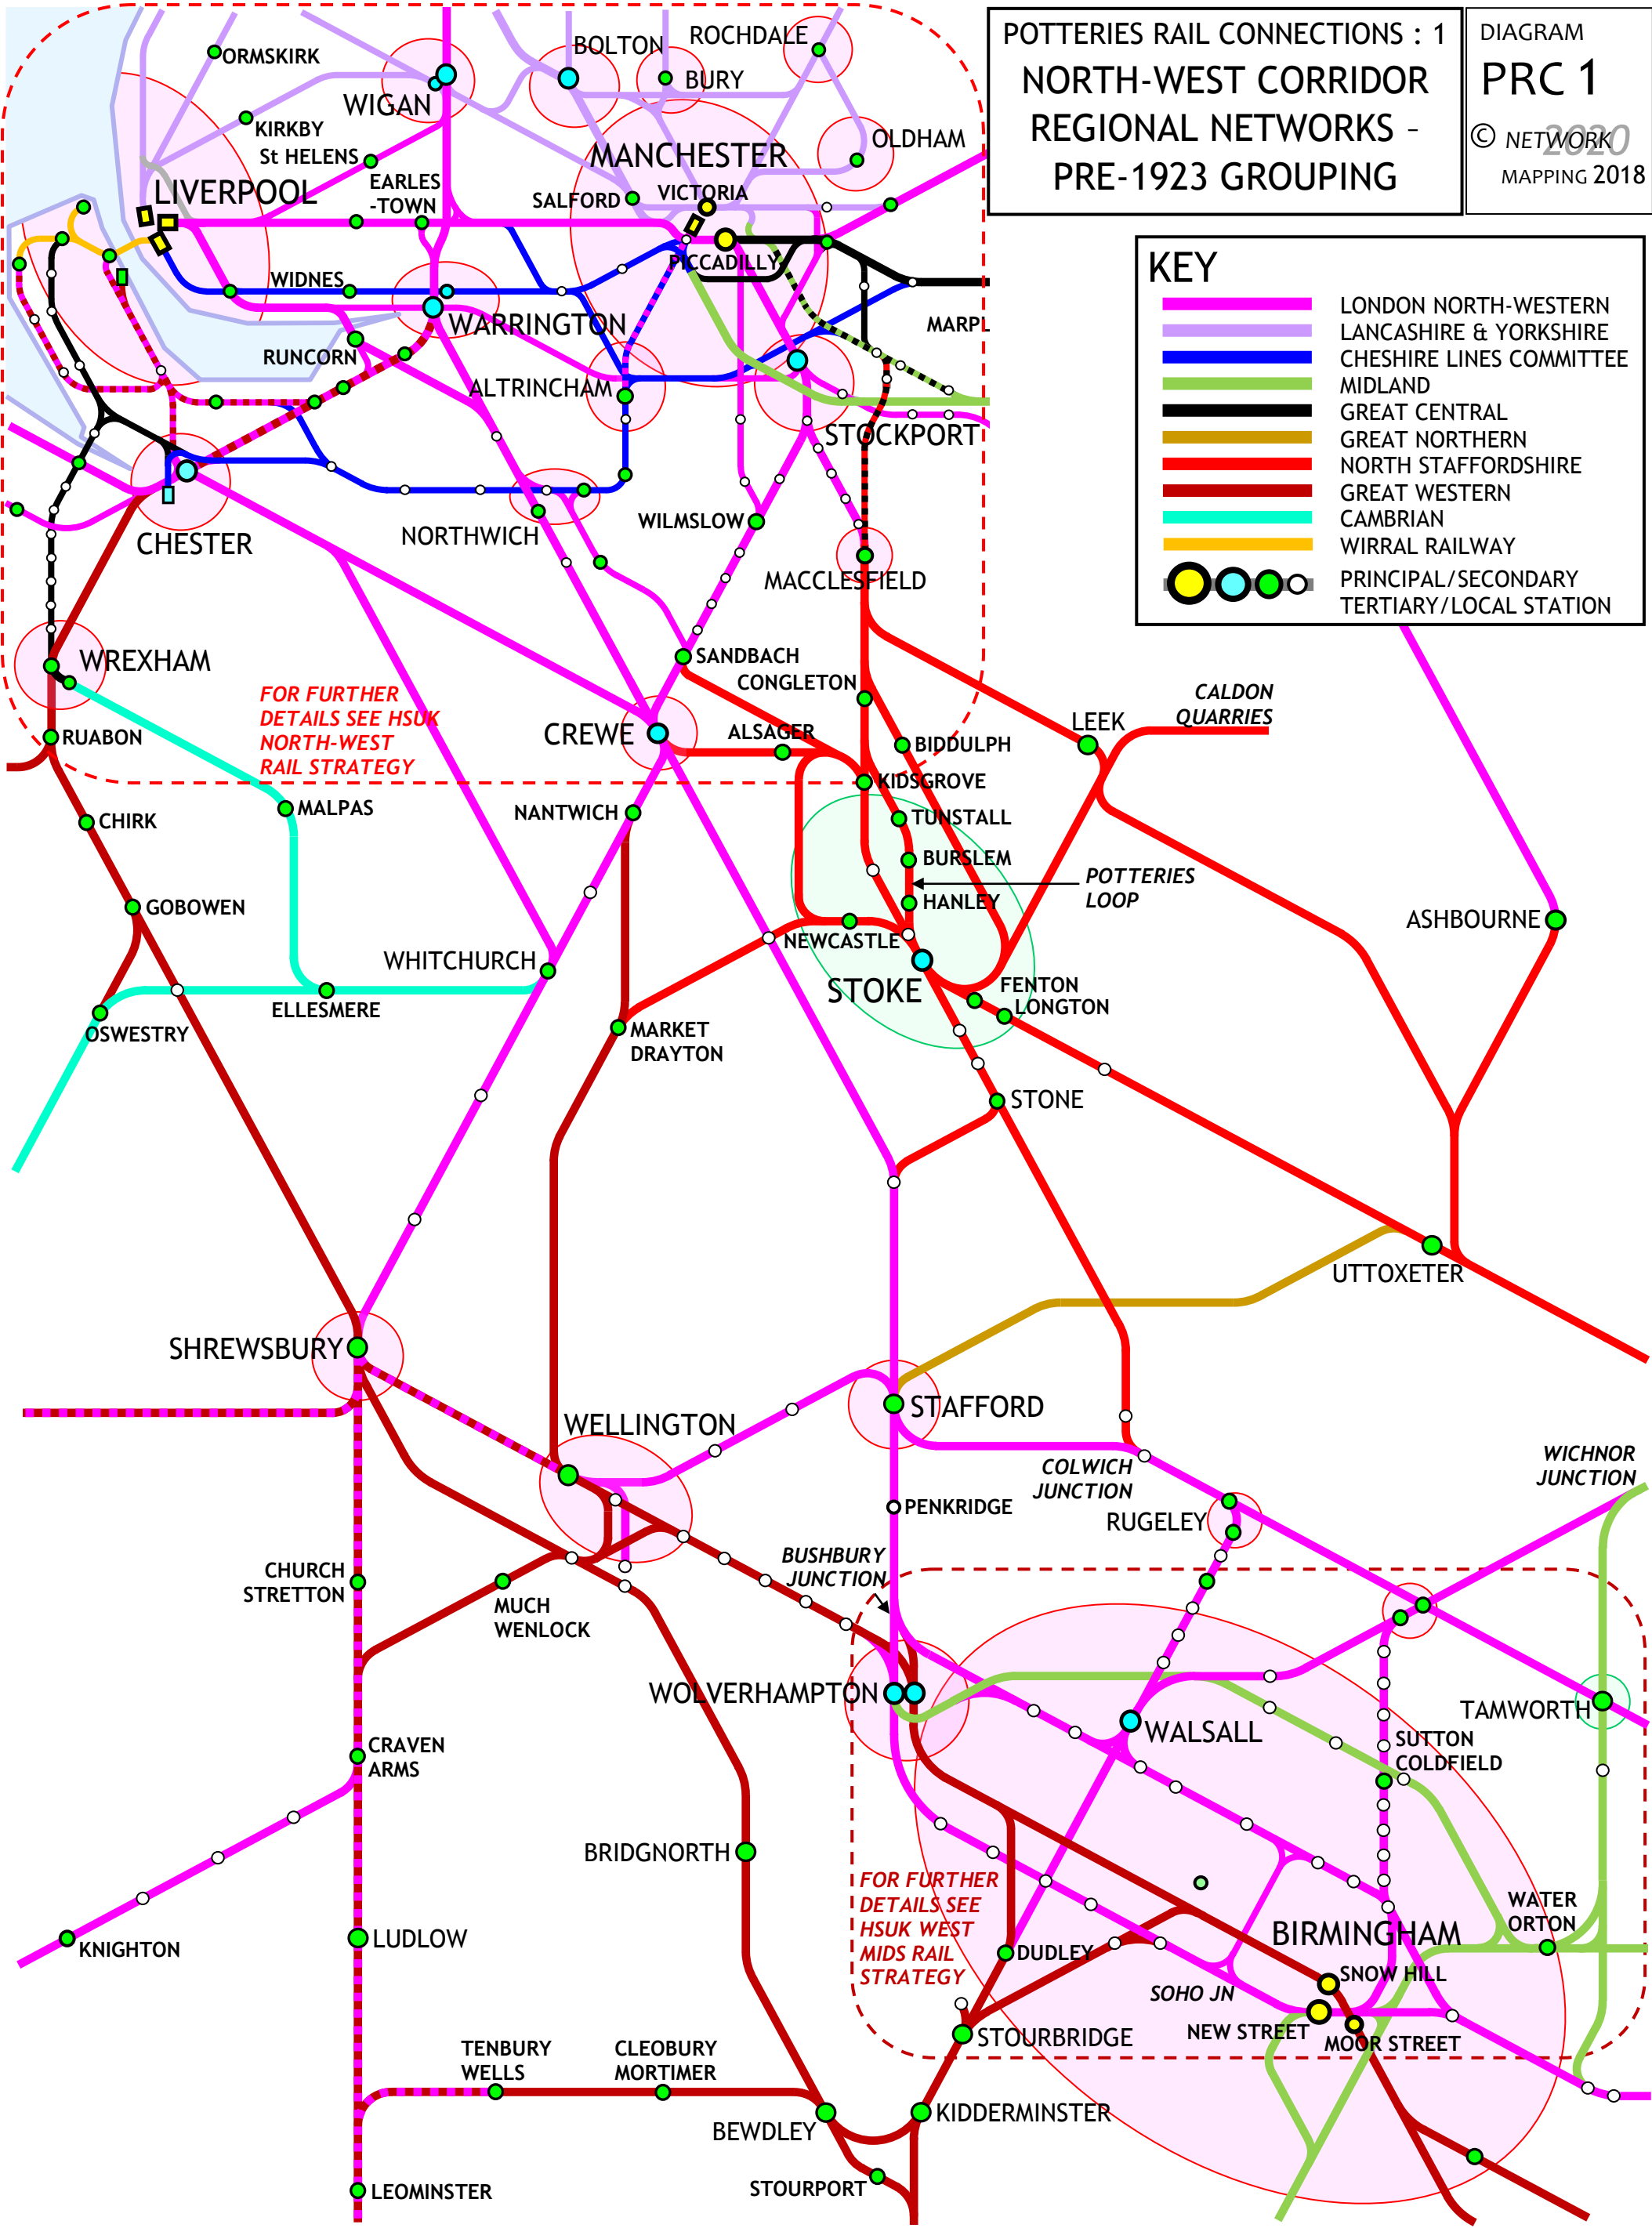 POTTERIES RAIL CONNECTIONS : 1
NORTH-WEST CORRIDOR
REGIONAL NETWORKS -
PRE-1923 GROUPING
DIAGRAM
PRC 1
© NETWORK
2020
MAPPING 2018
KEY
LONDON NORTH-WESTERN
LANCASHIRE & YORKSHIRE
CHESHIRE LINES COMMITTEE
MIDLAND
GREAT CENTRAL
GREAT NORTHERN
NORTH STAFFORDSHIRE
GREAT WESTERN
CAMBRIAN
WIRRAL RAILWAY
PRINCIPAL/SECONDARY
TERTIARY/LOCAL STATION
ORMSKIRK
WIGAN
BOLTON
ROCHDALE
BURY
KIRKBY
St HELENS
OLDHAM
MANCHESTER
LIVERPOOL
EARLES
-TOWN
SALFORD
VICTORIA
PICCADILLY
WIDNES
WARRINGTON
MARPL
RUNCORN
ALTRINCHAM
STOCKPORT
CHESTER
NORTHWICH
WILMSLOW
MACCLESFIELD
WREXHAM
SANDBACH
CONGLETON
FOR FURTHER
DETAILS SEE HSUK
NORTH-WEST
RAIL STRATEGY
CALDON
QUARRIES
RUABON
CREWE
ALSAGER
BIDDULPH
LEEK
KIDSGROVE
MALPAS
NANTWICH
TUNSTALL
CHIRK
BURSLEM
POTTERIES
LOOP
GOBOWEN
HANLEY
ASHBOURNE
NEWCASTLE
WHITCHURCH
STOKE
FENTON
LONGTON
ELLESMERE
OSWESTRY
MARKET
DRAYTON
STONE
UTTOXETER
SHREWSBURY
STAFFORD
WELLINGTON
COLWICH
JUNCTION
WICHNOR
JUNCTION
PENKRIDGE
RUGELEY
BUSHBURY
JUNCTION
CHURCH
STRETTON
MUCH
WENLOCK
WOLVERHAMPTON
WALSALL
TAMWORTH
SUTTON
COLDFIELD
CRAVEN
ARMS
BRIDGNORTH
FOR FURTHER
DETAILS SEE
HSUK WEST
MIDS RAIL
STRATEGY
WATER
ORTON
BIRMINGHAM
KNIGHTON
LUDLOW
DUDLEY
SNOW HILL
SOHO JN
NEW STREET
MOOR STREET
STOURBRIDGE
TENBURY
WELLS
CLEOBURY
MORTIMER
BEWDLEY
KIDDERMINSTER
STOURPORT
LEOMINSTER